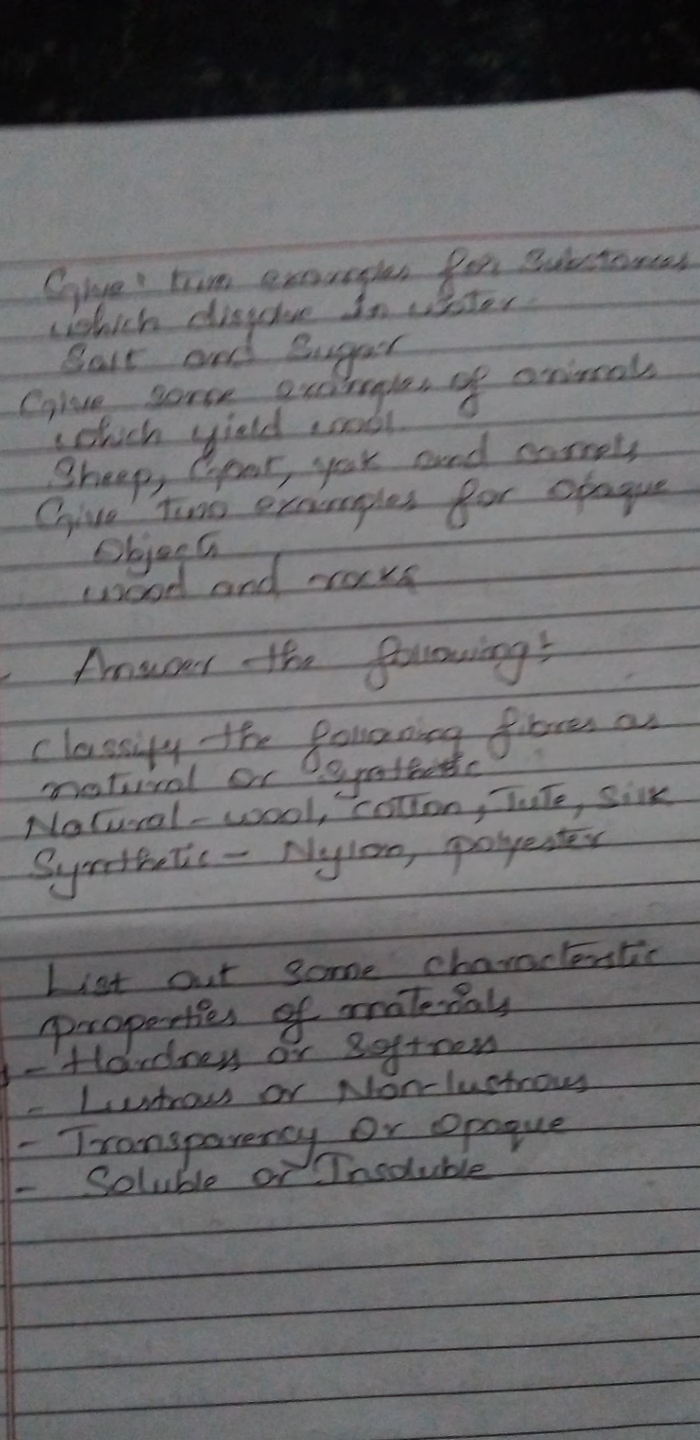 Give two examples for substances
which dissolve in water.
Salt and Sugar
Give some examples of animals
which yield wool.
Sheep, Goat, yak and camels
Give two examples for opaque
Objects
wood and rocks
Answer the following:
Classify the following fibres as
natural or Synthetic
Natural - wool, cotton, Jute, Silk
Synthetic - Nylon, polyester
List out some characteristic
properties of materials
- Hardness or Softness
- Lustrous or Non-lustrous
- Transparency or Opaque
- Soluble or Insoluble